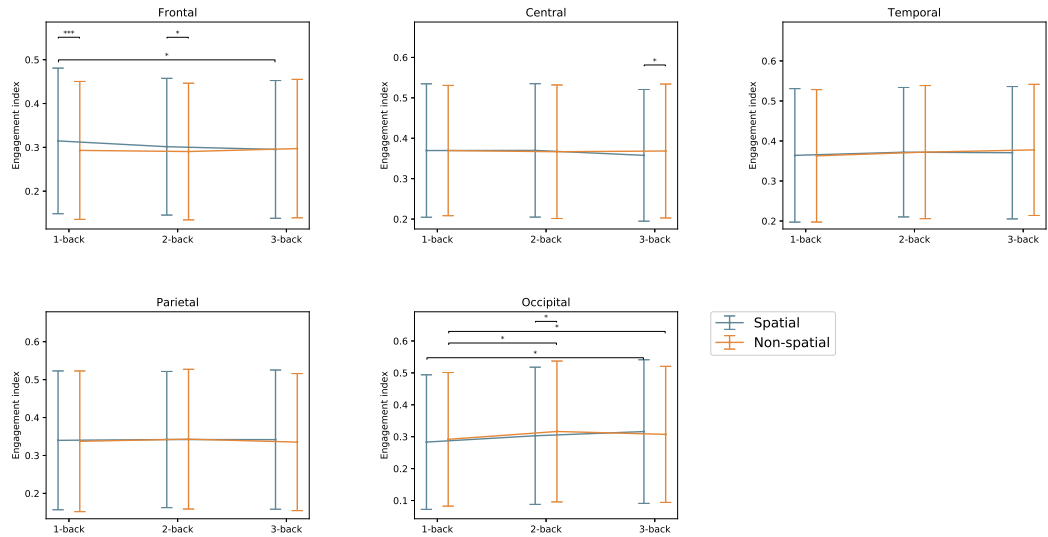 Frontal
Engagement index
0.5
0.4
0.3
0.2
***
*
*
1-back
2-back
3-back
Central
Engagement index
0.6
0.5
0.4
0.3
0.2
*
1-back
2-back
3-back
Temporal
Engagement index
0.6
0.5
0.4
0.3
0.2
1-back
2-back
3-back
Parietal
Engagement index
0.6
0.5
0.4
0.3
0.2
1-back
2-back
3-back
Occipital
Engagement index
0.6
0.5
0.4
0.3
0.2
0.1
*
*
*
*
1-back
2-back
3-back
Spatial
Non-spatial